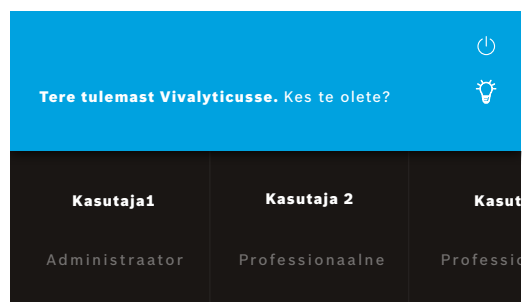 Tere tulemast Vivalyticusse. Kes te olete?
Kasutaja1 Kasutaja 2
Administraator Professionaalne